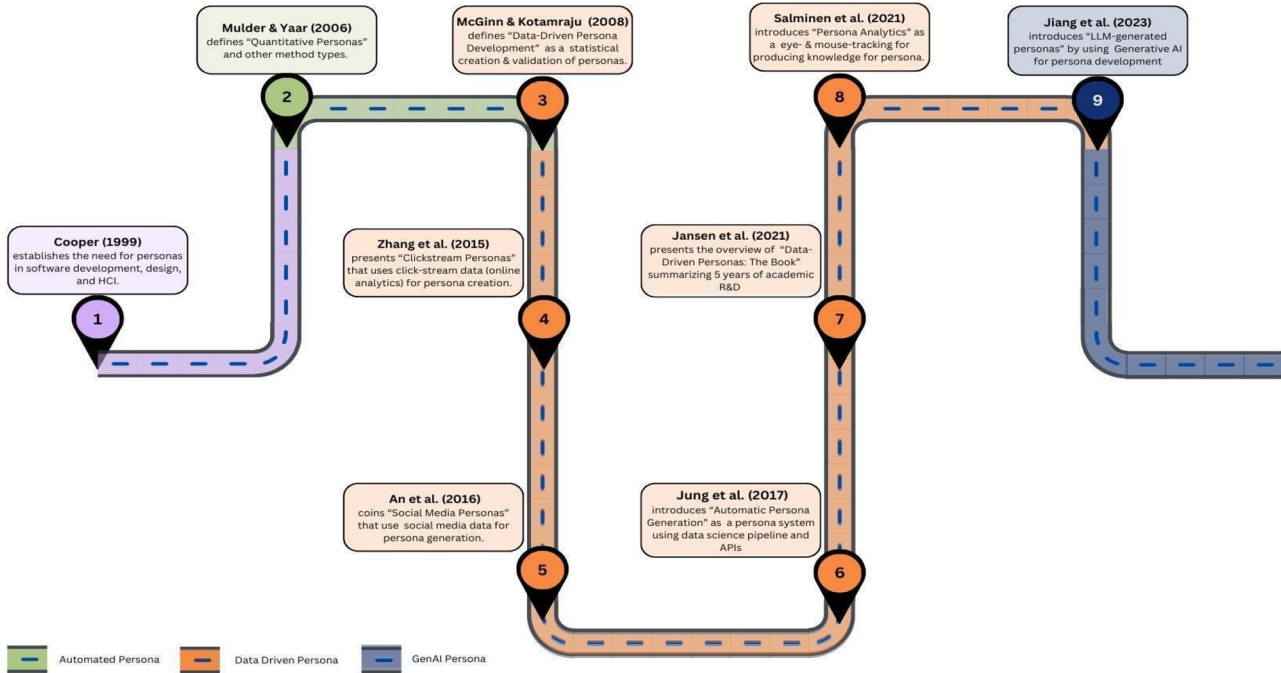 Cooper (1999)
establishes the need for personas
in software development, design,
and HCI.
1
Mulder & Yaar (2006)
defines “Quantitative Personas”
and other method types.
2
McGinn & Kotamraju (2008)
defines “Data-Driven Persona
Development” as a statistical
creation & validation of personas.
3
Zhang et al. (2015)
presents “Clickstream Personas”
that uses click-stream data (online
analytics) for persona creation.
4
An et al. (2016)
coins “Social Media Personas”
that use social media data for
persona generation.
5
Jung et al. (2017)
introduces “Automatic Persona
Generation” as a persona system
using data science pipeline and
APIs
6
Jansen et al. (2021)
presents the overview of “Data-
Driven Personas: The Book”
summarizing 5 years of academic
R&D
7
Salminen et al. (2021)
introduces “Persona Analytics” as
a eye- & mouse-tracking for
producing knowledge for persona.
8
Jiang et al. (2023)
introduces “LLM-generated
personas” by using Generative AI
for persona development
9
Automated Persona
Data Driven Persona
GenAI Persona